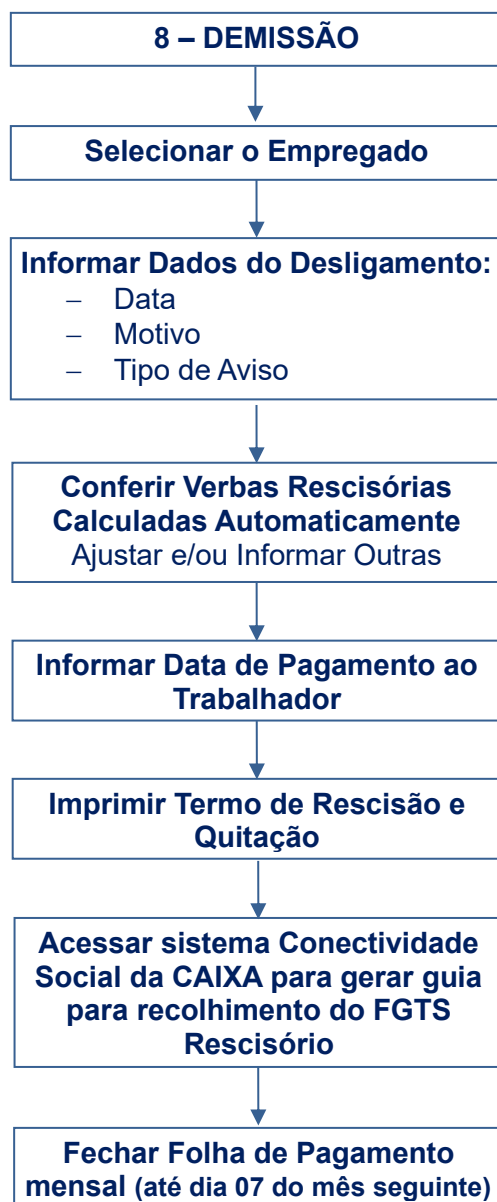 8 – DEMISSÃO
Selecionar o Empregado
Informar Dados do Desligamento:
– Data
– Motivo
– Tipo de Aviso
Conferir Verbas Rescisórias
Calculadas Automaticamente
Ajustar e/ou Informar Outras
Informar Data de Pagamento ao
Trabalhador
Imprimir Termo de Rescisão e
Quitação
Acessar sistema Conectividade
Social da CAIXA para gerar guia
para recolhimento do FGTS
Rescisório
Fechar Folha de Pagamento
mensal (até dia 07 do mês seguinte)